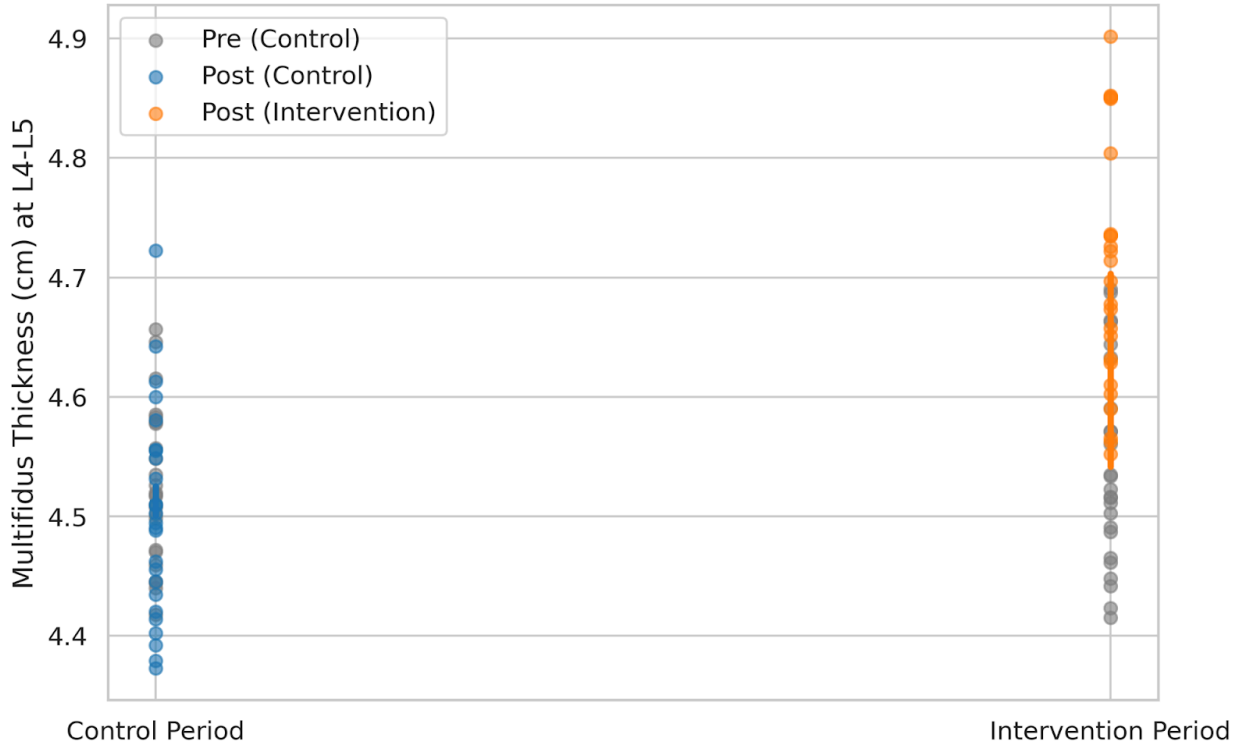 Multifidus Thickness (cm) at L4-L5
4.9
4.8
4.7
4.6
4.5
4.4
Pre (Control)
Post (Control)
Post (Intervention)
Control Period
Intervention Period